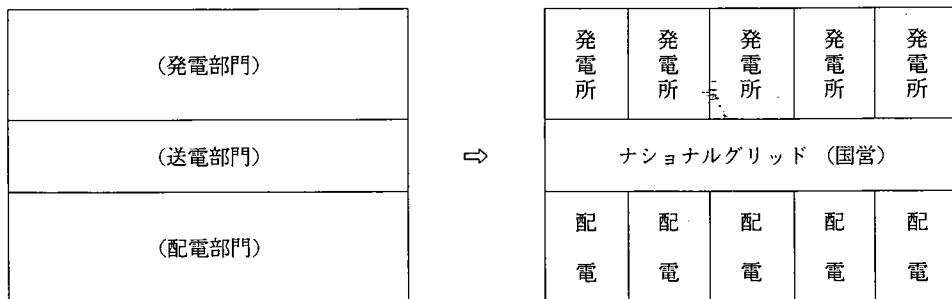 (発電部門)
(送電部門)
(配電部門)
⇨
発電所 発電所 発電所 発電所 発電所
ナショナルグリッド (国営)
配電 配電 配電 配電 配電